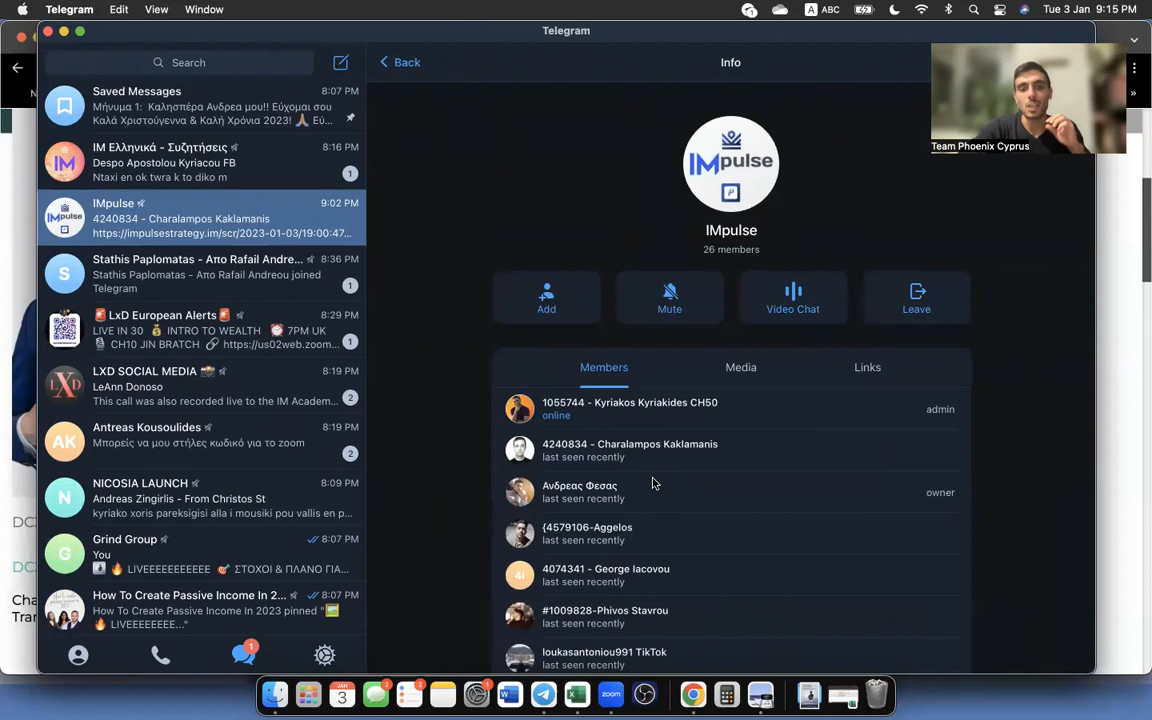 Telegram Edit View Window
1 A ABC Tue 3 Jan 9:15 PM
Telegram
Search
Saved Messages 8:07 PM
Μήνυμα 1: Καλησπέρα Ανδρεα μου!! Εύχομαι σου
Καλά Χριστούγεννα & Καλή Χρόνια 2023! 🎄🙏🏽 Εύ...
IM Ελληνικά - Συζητήσεις 8:16 PM
Despo Apostolou Kyriacou FB
Ntaxi en ok twra k to diko m 1
IMpulse 9:02 PM
4240834 - Charalampos Kaklamanis
https://impulsestrategy.im/scr/2023-01-03/19:00:47...
Stathis Paplomatas - Απο Rafail Andre... 8:36 PM
Stathis Paplomatas - Απο Rafail Andreou joined
Telegram 1
🚨LxD European Alerts🚨 8:29 PM
LIVE IN 30 💰 INTRO TO WEALTH ⏰ 7PM UK
🎙 CH10 JIN BRATCH 🔗 https://us02web.zoom... 1
LXD SOCIAL MEDIA 📸 8:19 PM
LeAnn Donoso
This call was also recorded live to the IM Academ... 2
Antreas Kousoulides 8:19 PM
Μπορείς να μου στήλες κωδικό για το zoom 2
NICOSIA LAUNCH 8:09 PM
Andreas Zingirlis - From Christos St
kyriako xoris pareksigisi alla i mousiki pou vallis en p...
Grind Group 8:07 PM
You
🔥 LIVEEEEEEEEEEE 🎯 ΣΤΟΧΟΙ & ΠΛΑΝΟ ΓΙΑ...
How To Create Passive Income In 2... 8:07 PM
How To Create Passive Income In 2023 pinned "🖼
🔥 LIVEEEEEE..."
1
Back
Info
Team Phoenix Cyprus
IMpulse
IMpulse
26 members
Add Mute Video Chat Leave
Members Media Links
1055744 - Kyriakos Kyriakides CH50
online admin
4240834 - Charalampos Kaklamanis
last seen recently
Ανδρεας Φεσας
last seen recently owner
{4579106-Aggelos
last seen recently
4I 4074341 - George Iacovou
last seen recently
#1009828-Phivos Stavrou
last seen recently
loukasantoniou991 TikTok
last seen recently